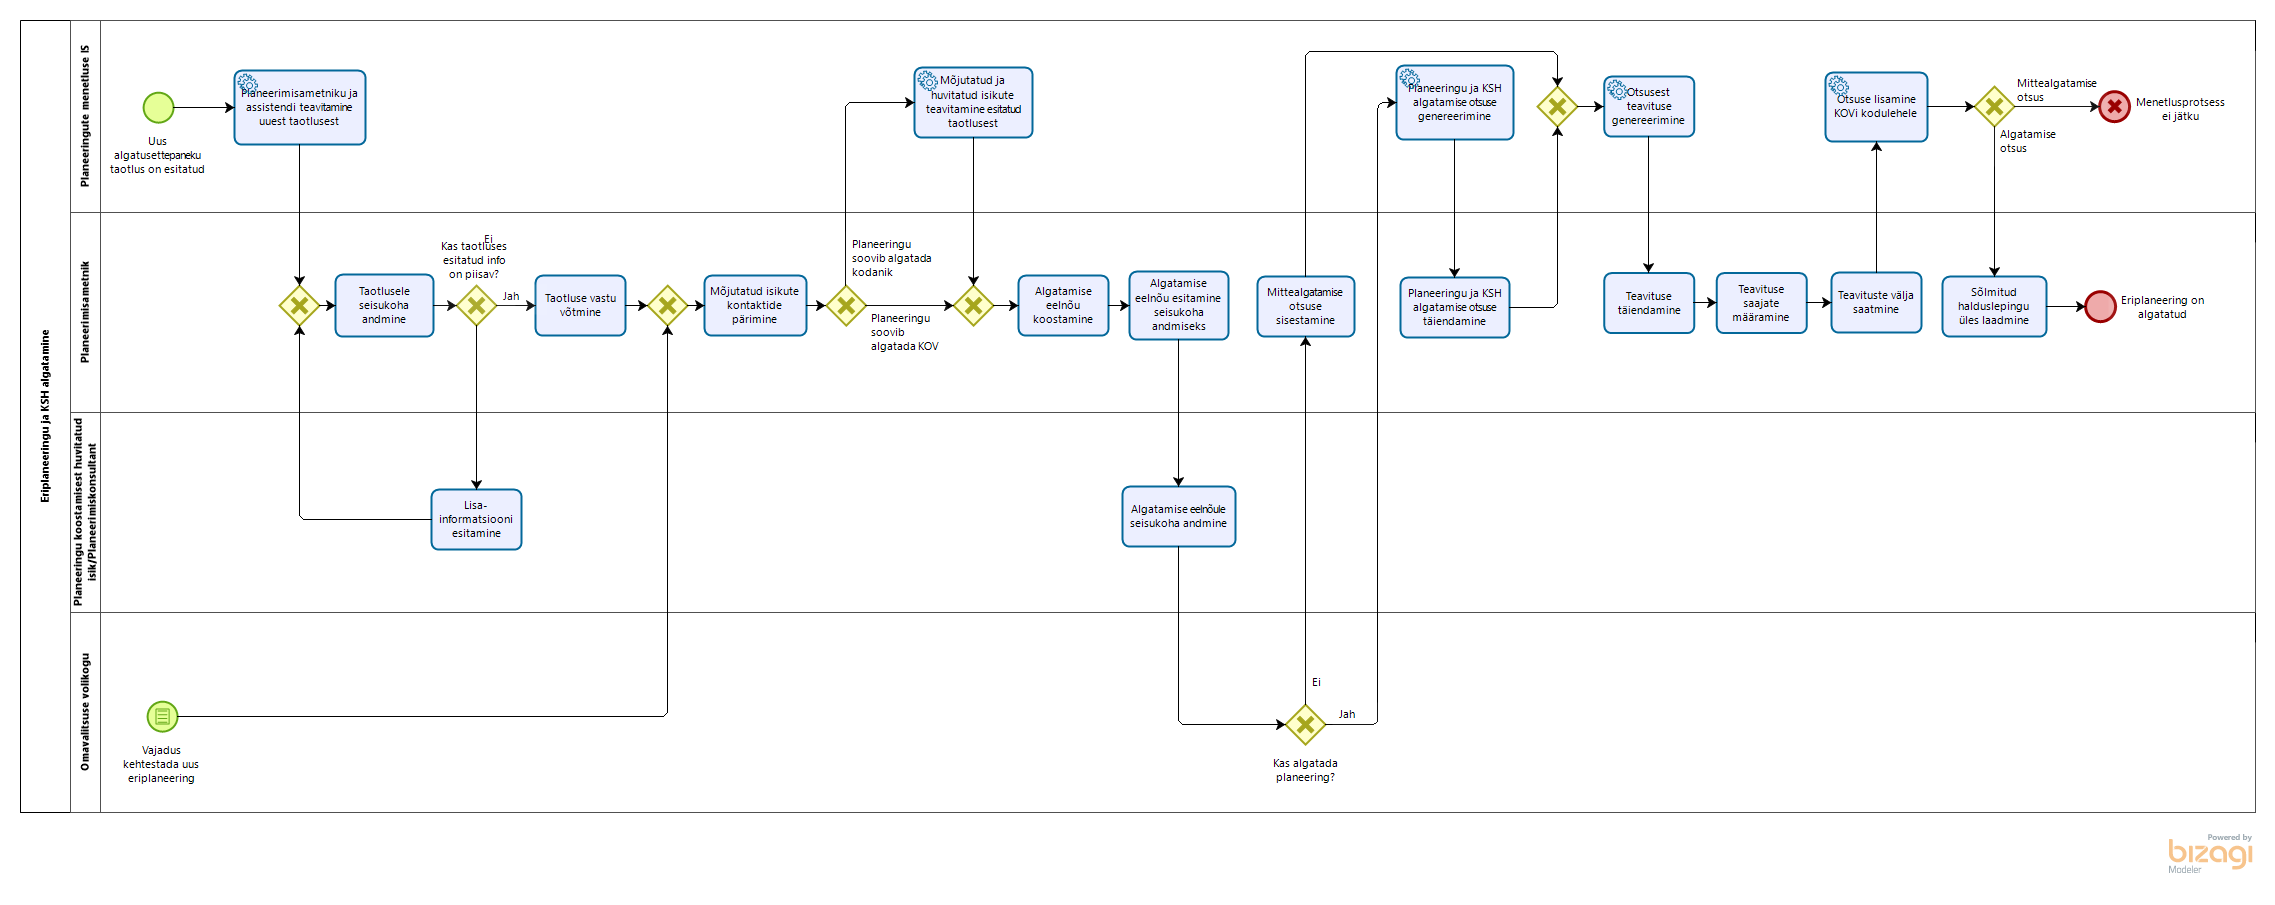 Eriplaneeringu ja KSH algatamine
Planeeringute menetluse IS
Uus
algatusettepaneku
taotlus on esitatud
Planeerimisametniku ja
assistendi teavitamine
uuest taotlusest
Mõjutatud ja
huvitatud isikute
teavitamine esitatud
taotlusest
Planeeringu ja KSH
algatamise otsuse
genereerimine
Otsusest
teavituse
genereerimine
Otsuse lisamine
KOVi kodulehele
Mittealgatamise
otsus
Algatamise
otsus
Menetlusprotsess
ei jätku
Planeerimisametnik
Taotlusele
seisukoha
andmine
Ei
Kas taotluses
esitatud info
on piisav?
Jah
Taotluse vastu
võtmine
Mõjutatud isikute
kontaktide
pärimine
Planeeringu
soovib algatada
kodanik
Planeeringu
soovib
algatada KOV
Algatamise
eelnõu
koostamine
Algatamise
eelnõu esitamine
seisukoha
andmiseks
Mittealgatamise
otsuse
sisestamine
Planeeringu ja KSH
algatamise otsuse
täiendamine
Teavituse
täiendamine
Teavituse
saajate
määramine
Teavituste välja
saatmine
Sõlmitud
halduslepingu
üles laadmine
Eriplaneering on
algatatud
Planeeringu koostamisest huvitatud
isik/Planeerimiskonsultant
Lisa-
informatsiooni
esitamine
Algatamise eelnõule
seisukoha andmine
Omavalitsuse volikogu
Vajadus
kehtestada uus
eriplaneering
Ei
Jah
Kas algatada
planeering?
Powered by
bizagi
Modeler